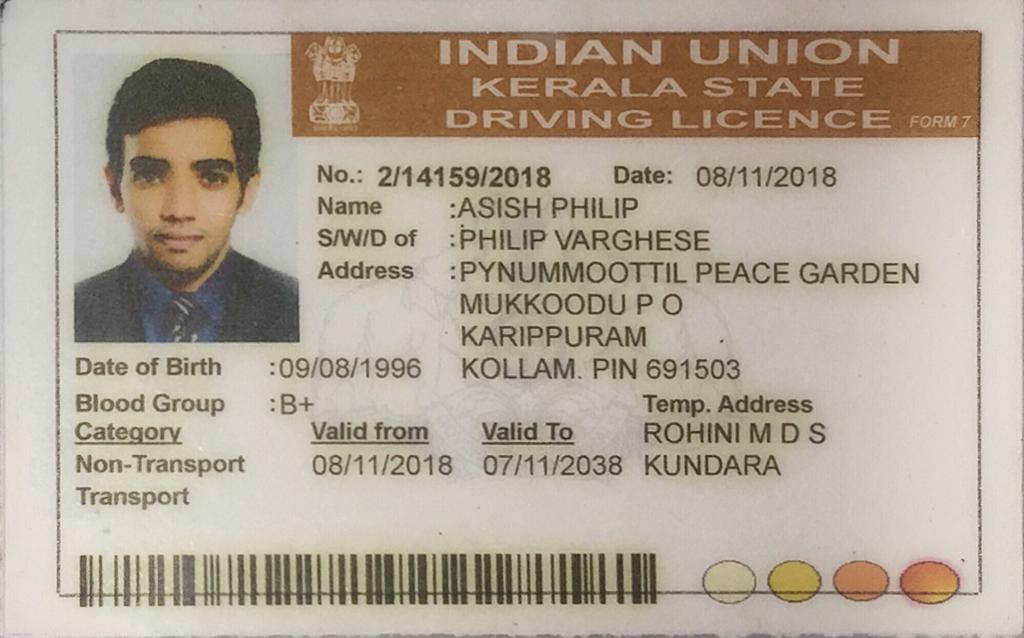 INDIAN UNION
KERALA STATE
DRIVING LICENCE FORM 7
No.: 2/14159/2018 Date: 08/11/2018
Name :ASISH PHILIP
S/W/D of :PHILIP VARGHESE
Address :PYNUMMOOTTIL PEACE GARDEN
MUKKOODU P O
KARIPPURAM
Date of Birth :09/08/1996 KOLLAM. PIN 691503
Blood Group :B+ Temp. Address
Category Valid from Valid To ROHINI M D S
Non-Transport 08/11/2018 07/11/2038 KUNDARA
Transport